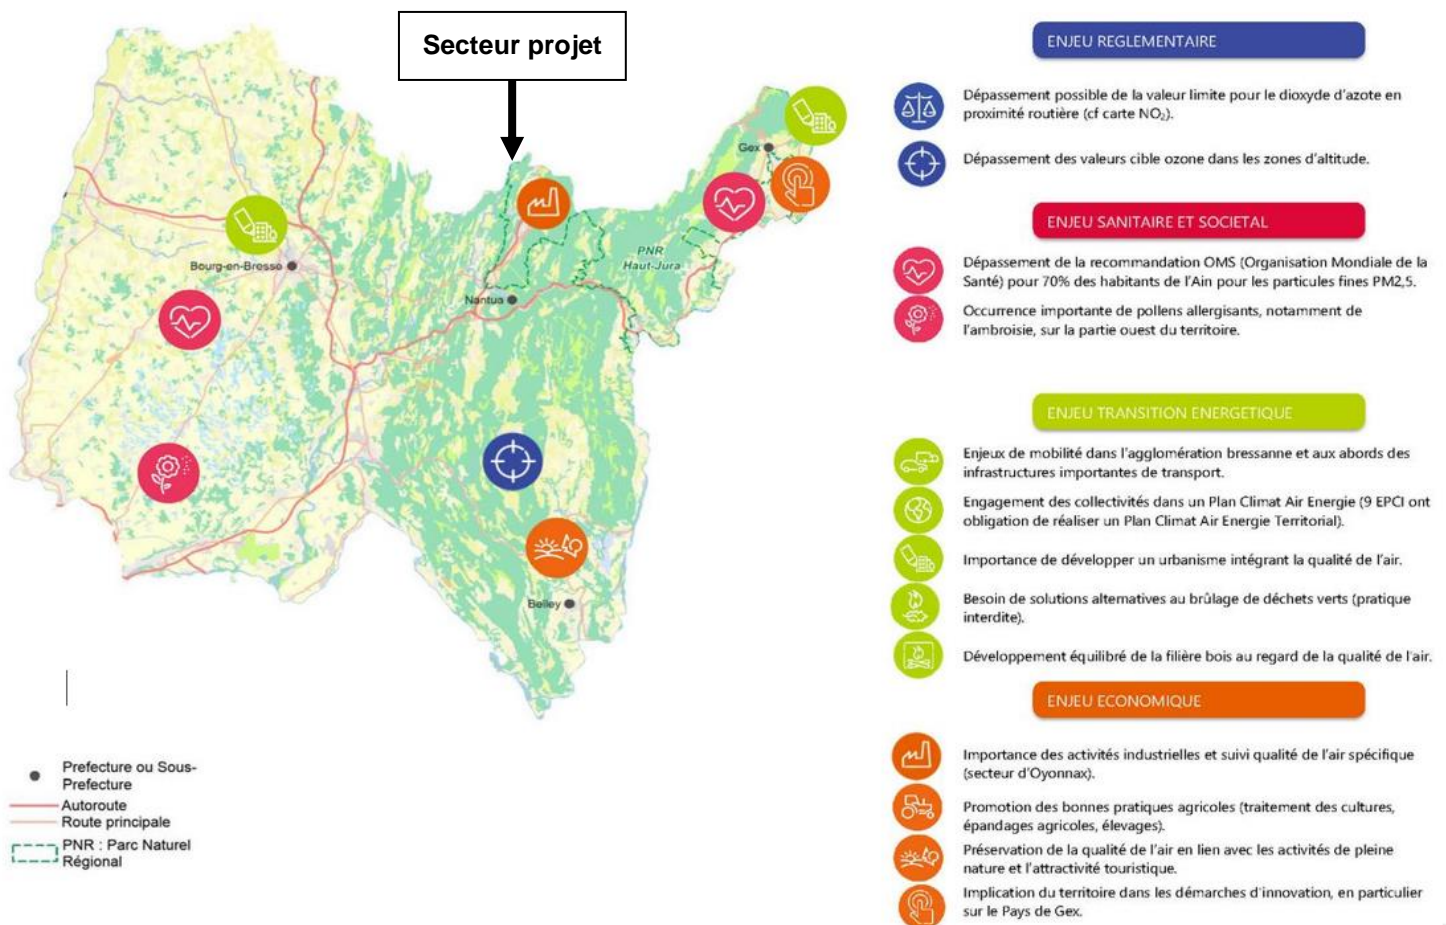 Secteur projet
Gex
PNR
Haut-Jura
Bourg-en-Bresse
Nantua
Belley
Prefecture ou Sous-
Prefecture
Autoroute
Route principale
PNR : Parc Naturel
Régional
ENJEU REGLEMENTAIRE
Dépassement possible de la valeur limite pour le dioxyde d'azote en
proximité routière (cf carte NO₂).
Dépassement des valeurs cible ozone dans les zones d'altitude.
ENJEU SANITAIRE ET SOCIETAL
Dépassement de la recommandation OMS (Organisation Mondiale de la
Santé) pour 70% des habitants de l'Ain pour les particules fines PM2,5.
Occurrence importante de pollens allergisants, notamment de
l'ambroisie, sur la partie ouest du territoire.
ENJEU TRANSITION ENERGETIQUE
Enjeux de mobilité dans l'agglomération bressanne et aux abords des
infrastructures importantes de transport.
Engagement des collectivités dans un Plan Climat Air Energie (9 EPCI ont
obligation de réaliser un Plan Climat Air Energie Territorial).
Importance de développer un urbanisme intégrant la qualité de l'air.
Besoin de solutions alternatives au brûlage de déchets verts (pratique
interdite).
Développement équilibré de la filière bois au regard de la qualité de l'air.
ENJEU ECONOMIQUE
Importance des activités industrielles et suivi qualité de l'air spécifique
(secteur d'Oyonnax).
Promotion des bonnes pratiques agricoles (traitement des cultures,
épandages agricoles, élevages).
Préservation de la qualité de l'air en lien avec les activités de pleine
nature et l'attractivité touristique.
Implication du territoire dans les démarches d'innovation, en particulier
sur le Pays de Gex.